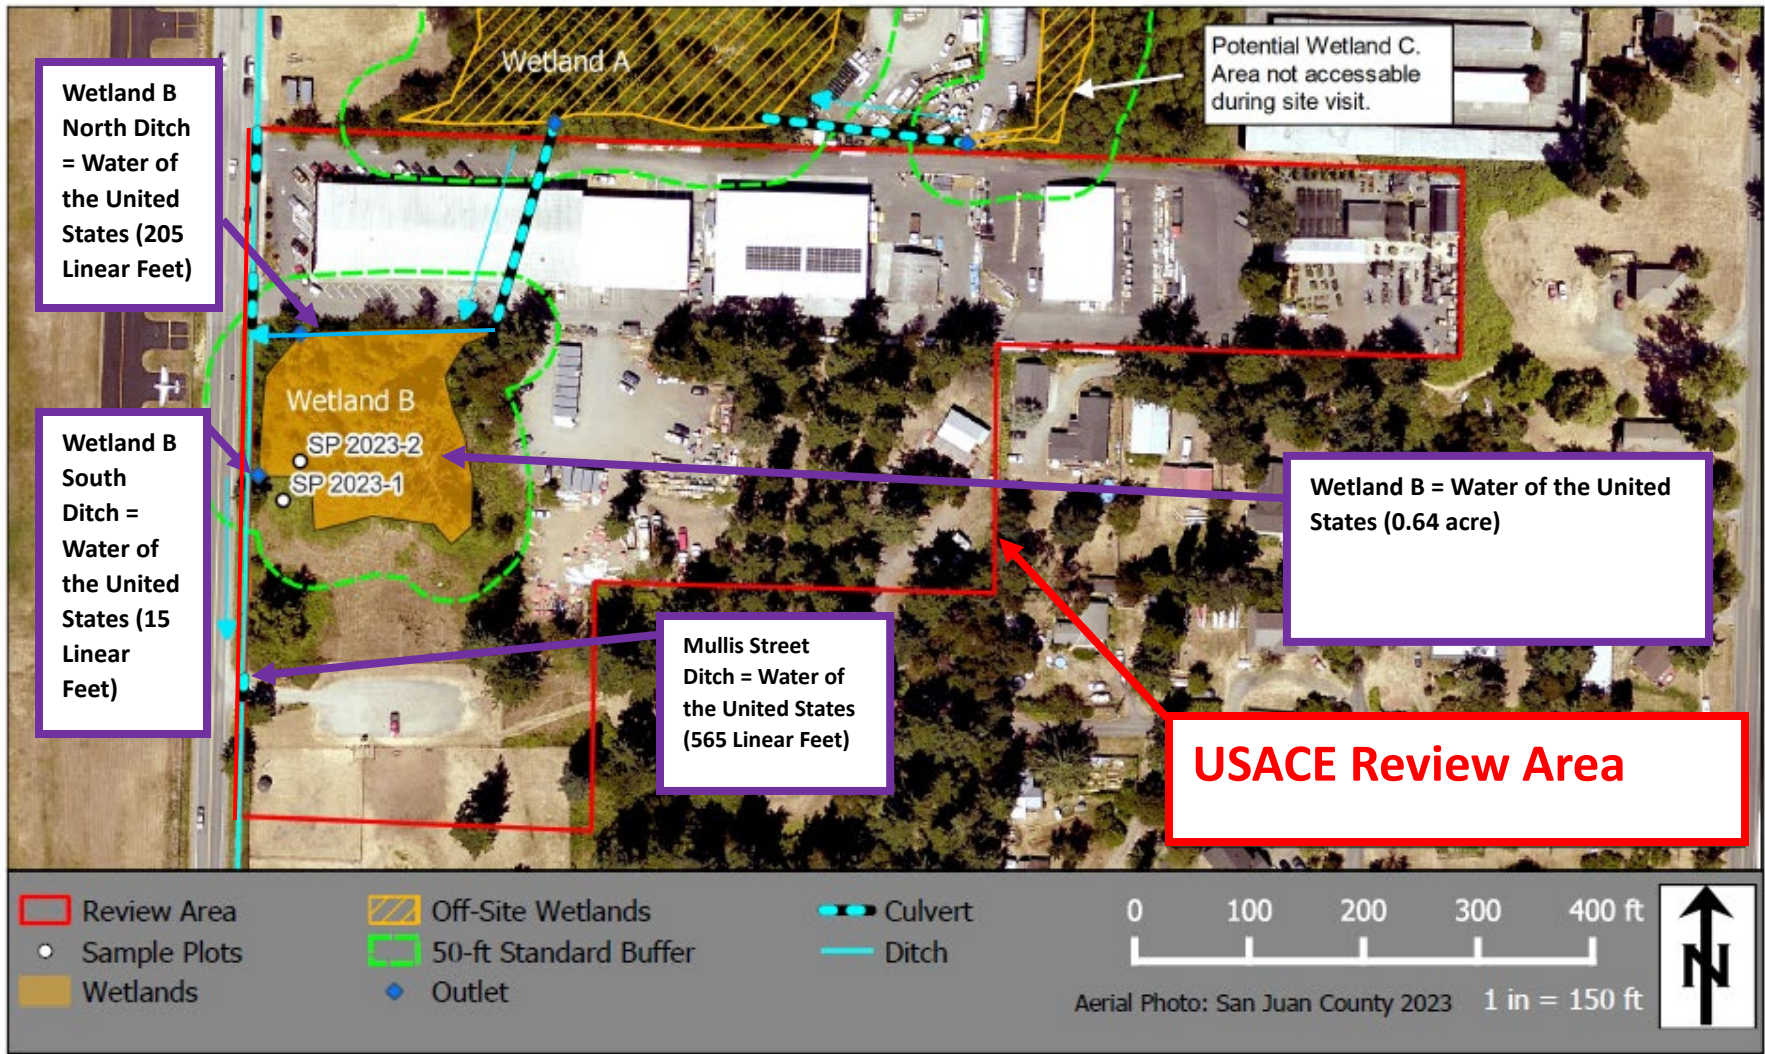 Wetland B
North Ditch
= Water of
the United
States (205
Linear Feet)
Wetland A
Potential Wetland C.
Area not accessable
during site visit.
Wetland B
SP 2023-2
SP 2023-1
Wetland B
South
Ditch =
Water of
the United
States (15
Linear
Feet)
Wetland B = Water of the United
States (0.64 acre)
Mullis Street
Ditch = Water of
the United States
(565 Linear Feet)
USACE Review Area
Review Area
Sample Plots
Wetlands
Off-Site Wetlands
50-ft Standard Buffer
Outlet
Culvert
Ditch
0 100 200 300 400 ft
Aerial Photo: San Juan County 2023 1 in = 150 ft
N